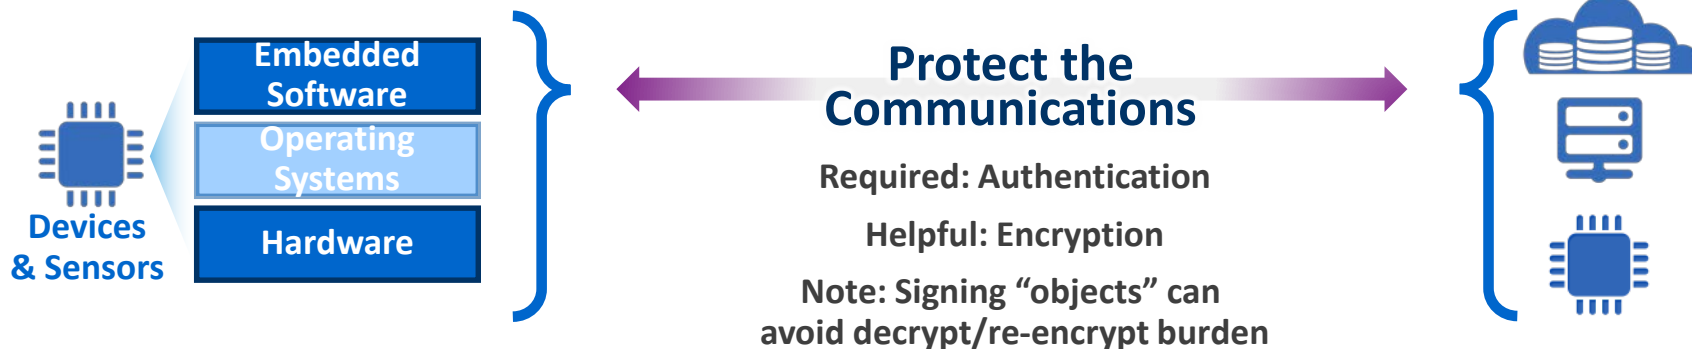 Embedded
Software
Operating
Systems
Hardware
Devices
& Sensors
Protect the
Communications
Required: Authentication
Helpful: Encryption
Note: Signing “objects” can
avoid decrypt/re-encrypt burden